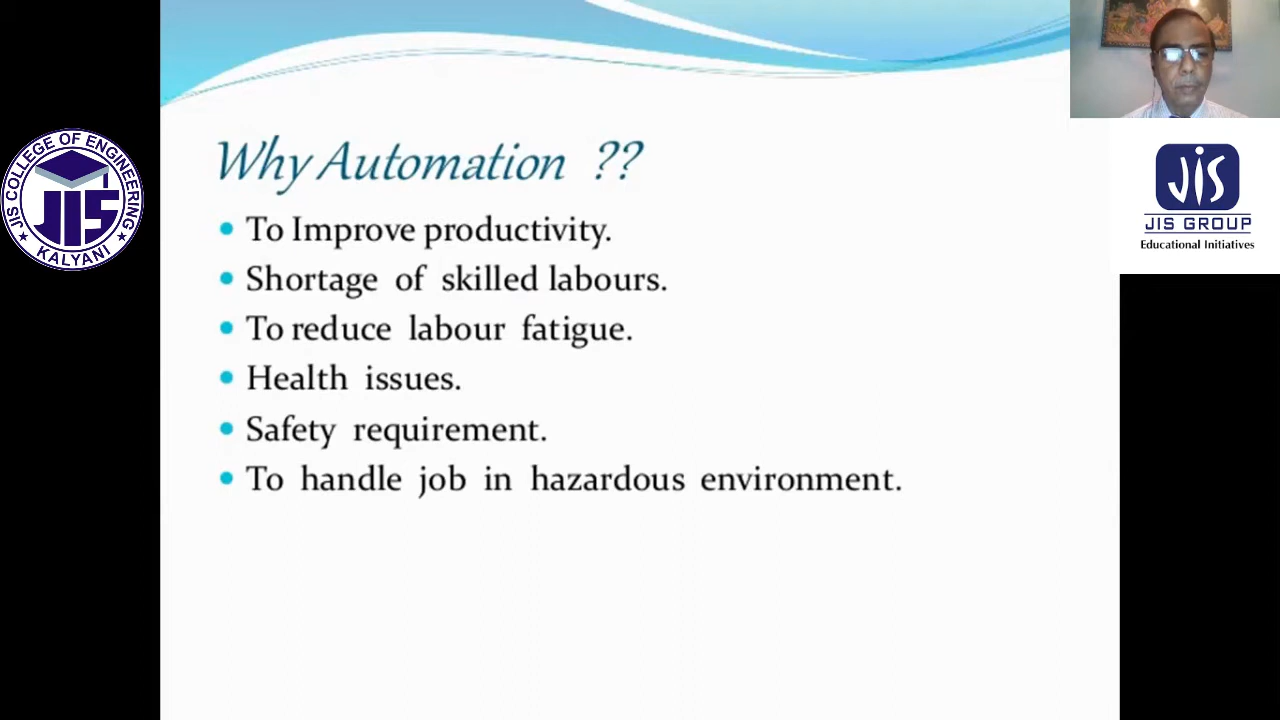 Why Automation ??
To Improve productivity.
Shortage of skilled labours.
To reduce labour fatigue.
Health issues.
Safety requirement.
To handle job in hazardous environment.
JIS COLLEGE OF ENGINEERING
JIS
KALYANI
JIS
JIS GROUP
Educational Initiatives